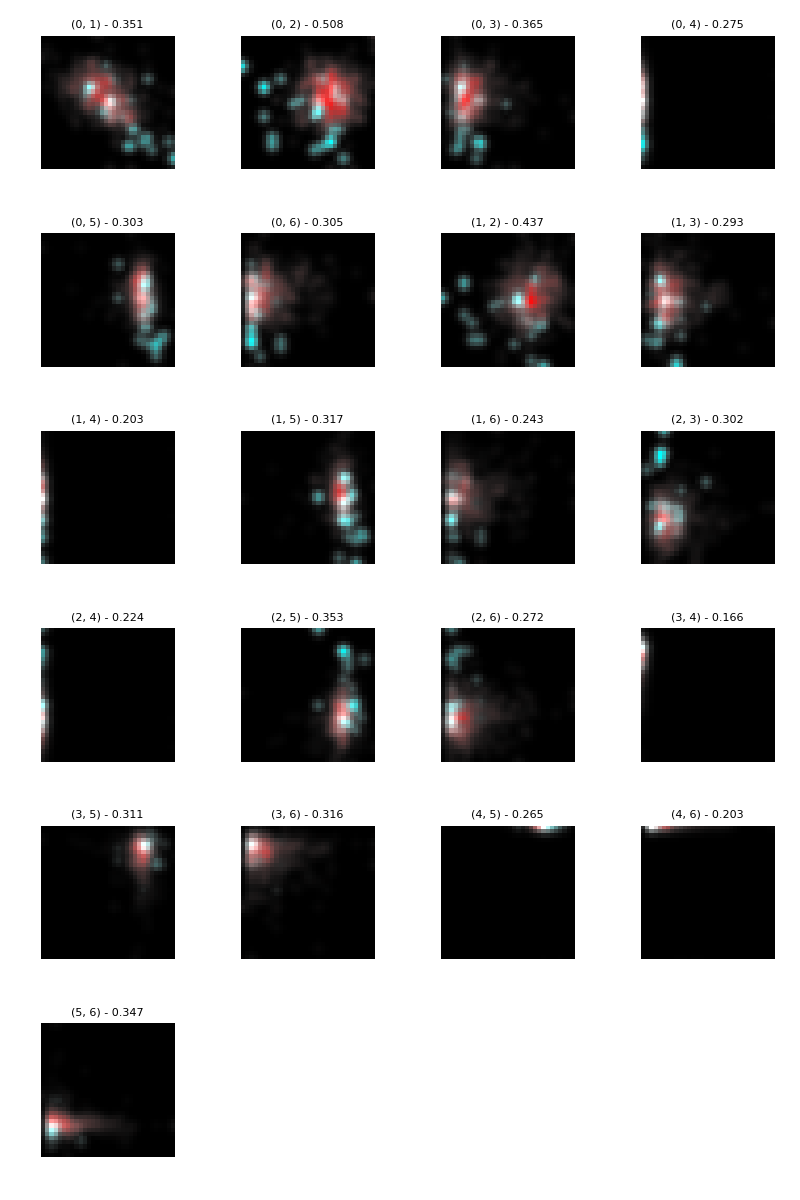 (0, 1) - 0.351
(0, 2) - 0.508
(0, 3) - 0.365
(0, 4) - 0.275
(0, 5) - 0.303
(0, 6) - 0.305
(1, 2) - 0.437
(1, 3) - 0.293
(1, 4) - 0.203
(1, 5) - 0.317
(1, 6) - 0.243
(2, 3) - 0.302
(2, 4) - 0.224
(2, 5) - 0.353
(2, 6) - 0.272
(3, 4) - 0.166
(3, 5) - 0.311
(3, 6) - 0.316
(4, 5) - 0.265
(4, 6) - 0.203
(5, 6) - 0.347